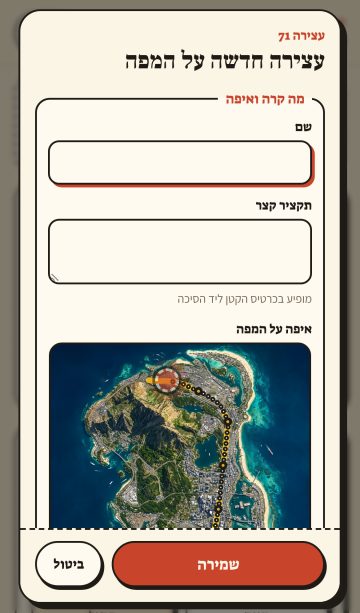 עצירה 71
עצירה חדשה על המפה
מה קרה ואיפה
שם
תקציר קצר
מופיע בכרטיס הקטן ליד הסיכה
איפה על המפה
שמירה
ביטול